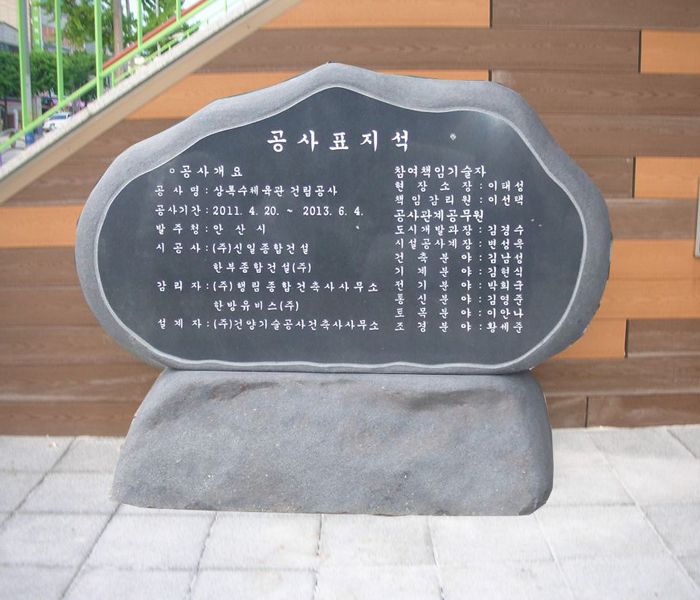 공사표지석
○공사개요
공 사 명 : 상록수체육관 건립공사
공사기간 : 2011. 4. 20. ~ 2013. 6. 4.
발 주 청 : 안 산 시
시 공 사 : (주)신일종합건설
한부종합건설(주)
감 리 자 : (주)행림종합건축사사무소
한방유비스(주)
설 계 자 : (주)건양기술공사건축사사무소
참여책임기술자
현 장 소 장 : 이태섭
책 임 감 리 원 : 이선택
공사관계공무원
도시개발과장 : 김경수
시설공사계장 : 변성욱
건 축 분 야 : 김남섭
기 계 분 야 : 김현식
전 기 분 야 : 박희국
통 신 분 야 : 김영준
토 목 분 야 : 이안나
조 경 분 야 : 황세준